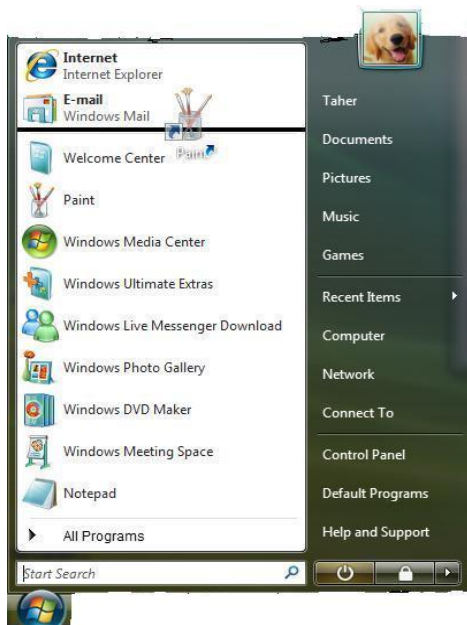 Internet
Internet Explorer
E-mail
Windows Mail
Paint
Welcome Center
Paint
Windows Media Center
Windows Ultimate Extras
Windows Live Messenger Download
Windows Photo Gallery
Windows DVD Maker
Windows Meeting Space
Notepad
All Programs
Start Search
Taher
Documents
Pictures
Music
Games
Recent Items
Computer
Network
Connect To
Control Panel
Default Programs
Help and Support